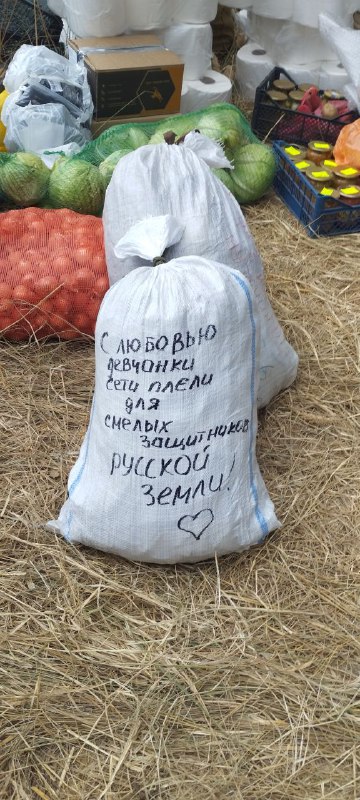 С любовью
девчонки
сети плели
для
смелых
защитников
русской
земли!